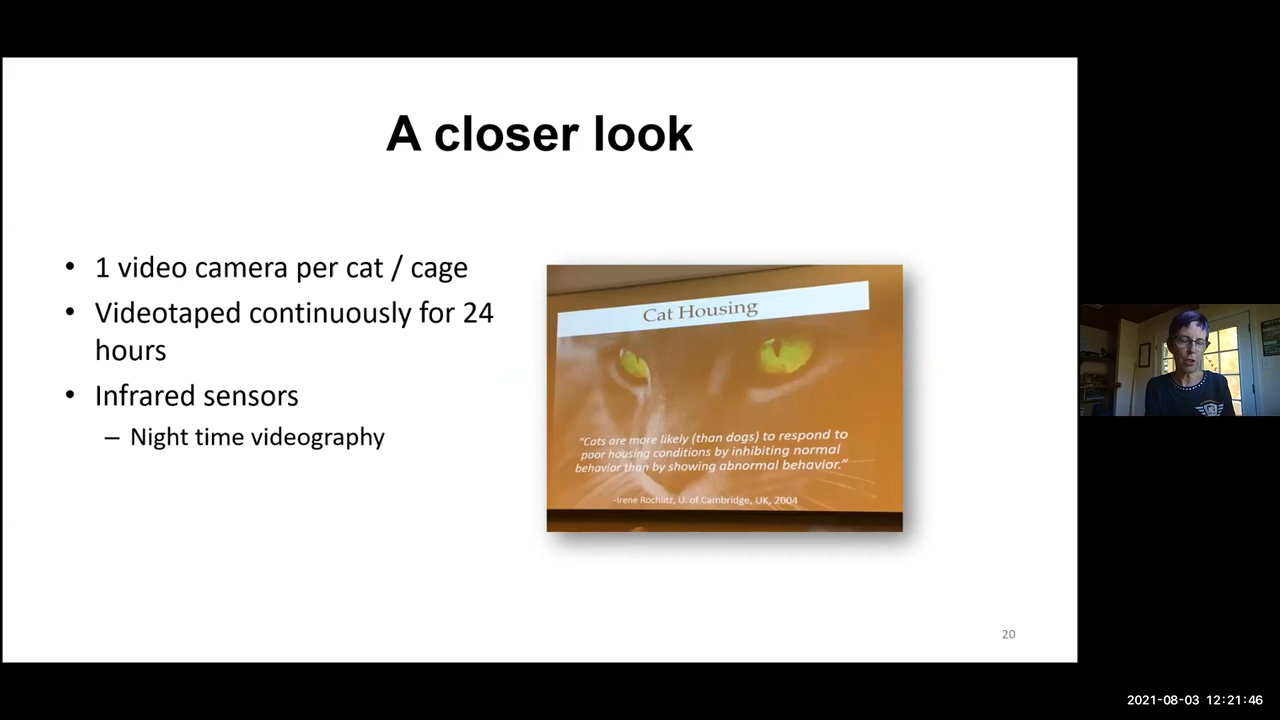 A closer look
• 1 video camera per cat / cage
• Videotaped continuously for 24
hours
• Infrared sensors
– Night time videography
Cat Housing
“Cats are more likely (than dogs) to respond to
poor housing conditions by inhibiting normal
behavior than by showing abnormal behavior.”
-Irene Rochlitz, U. of Cambridge, UK, 2004
20
2021-08-03 12:21:46